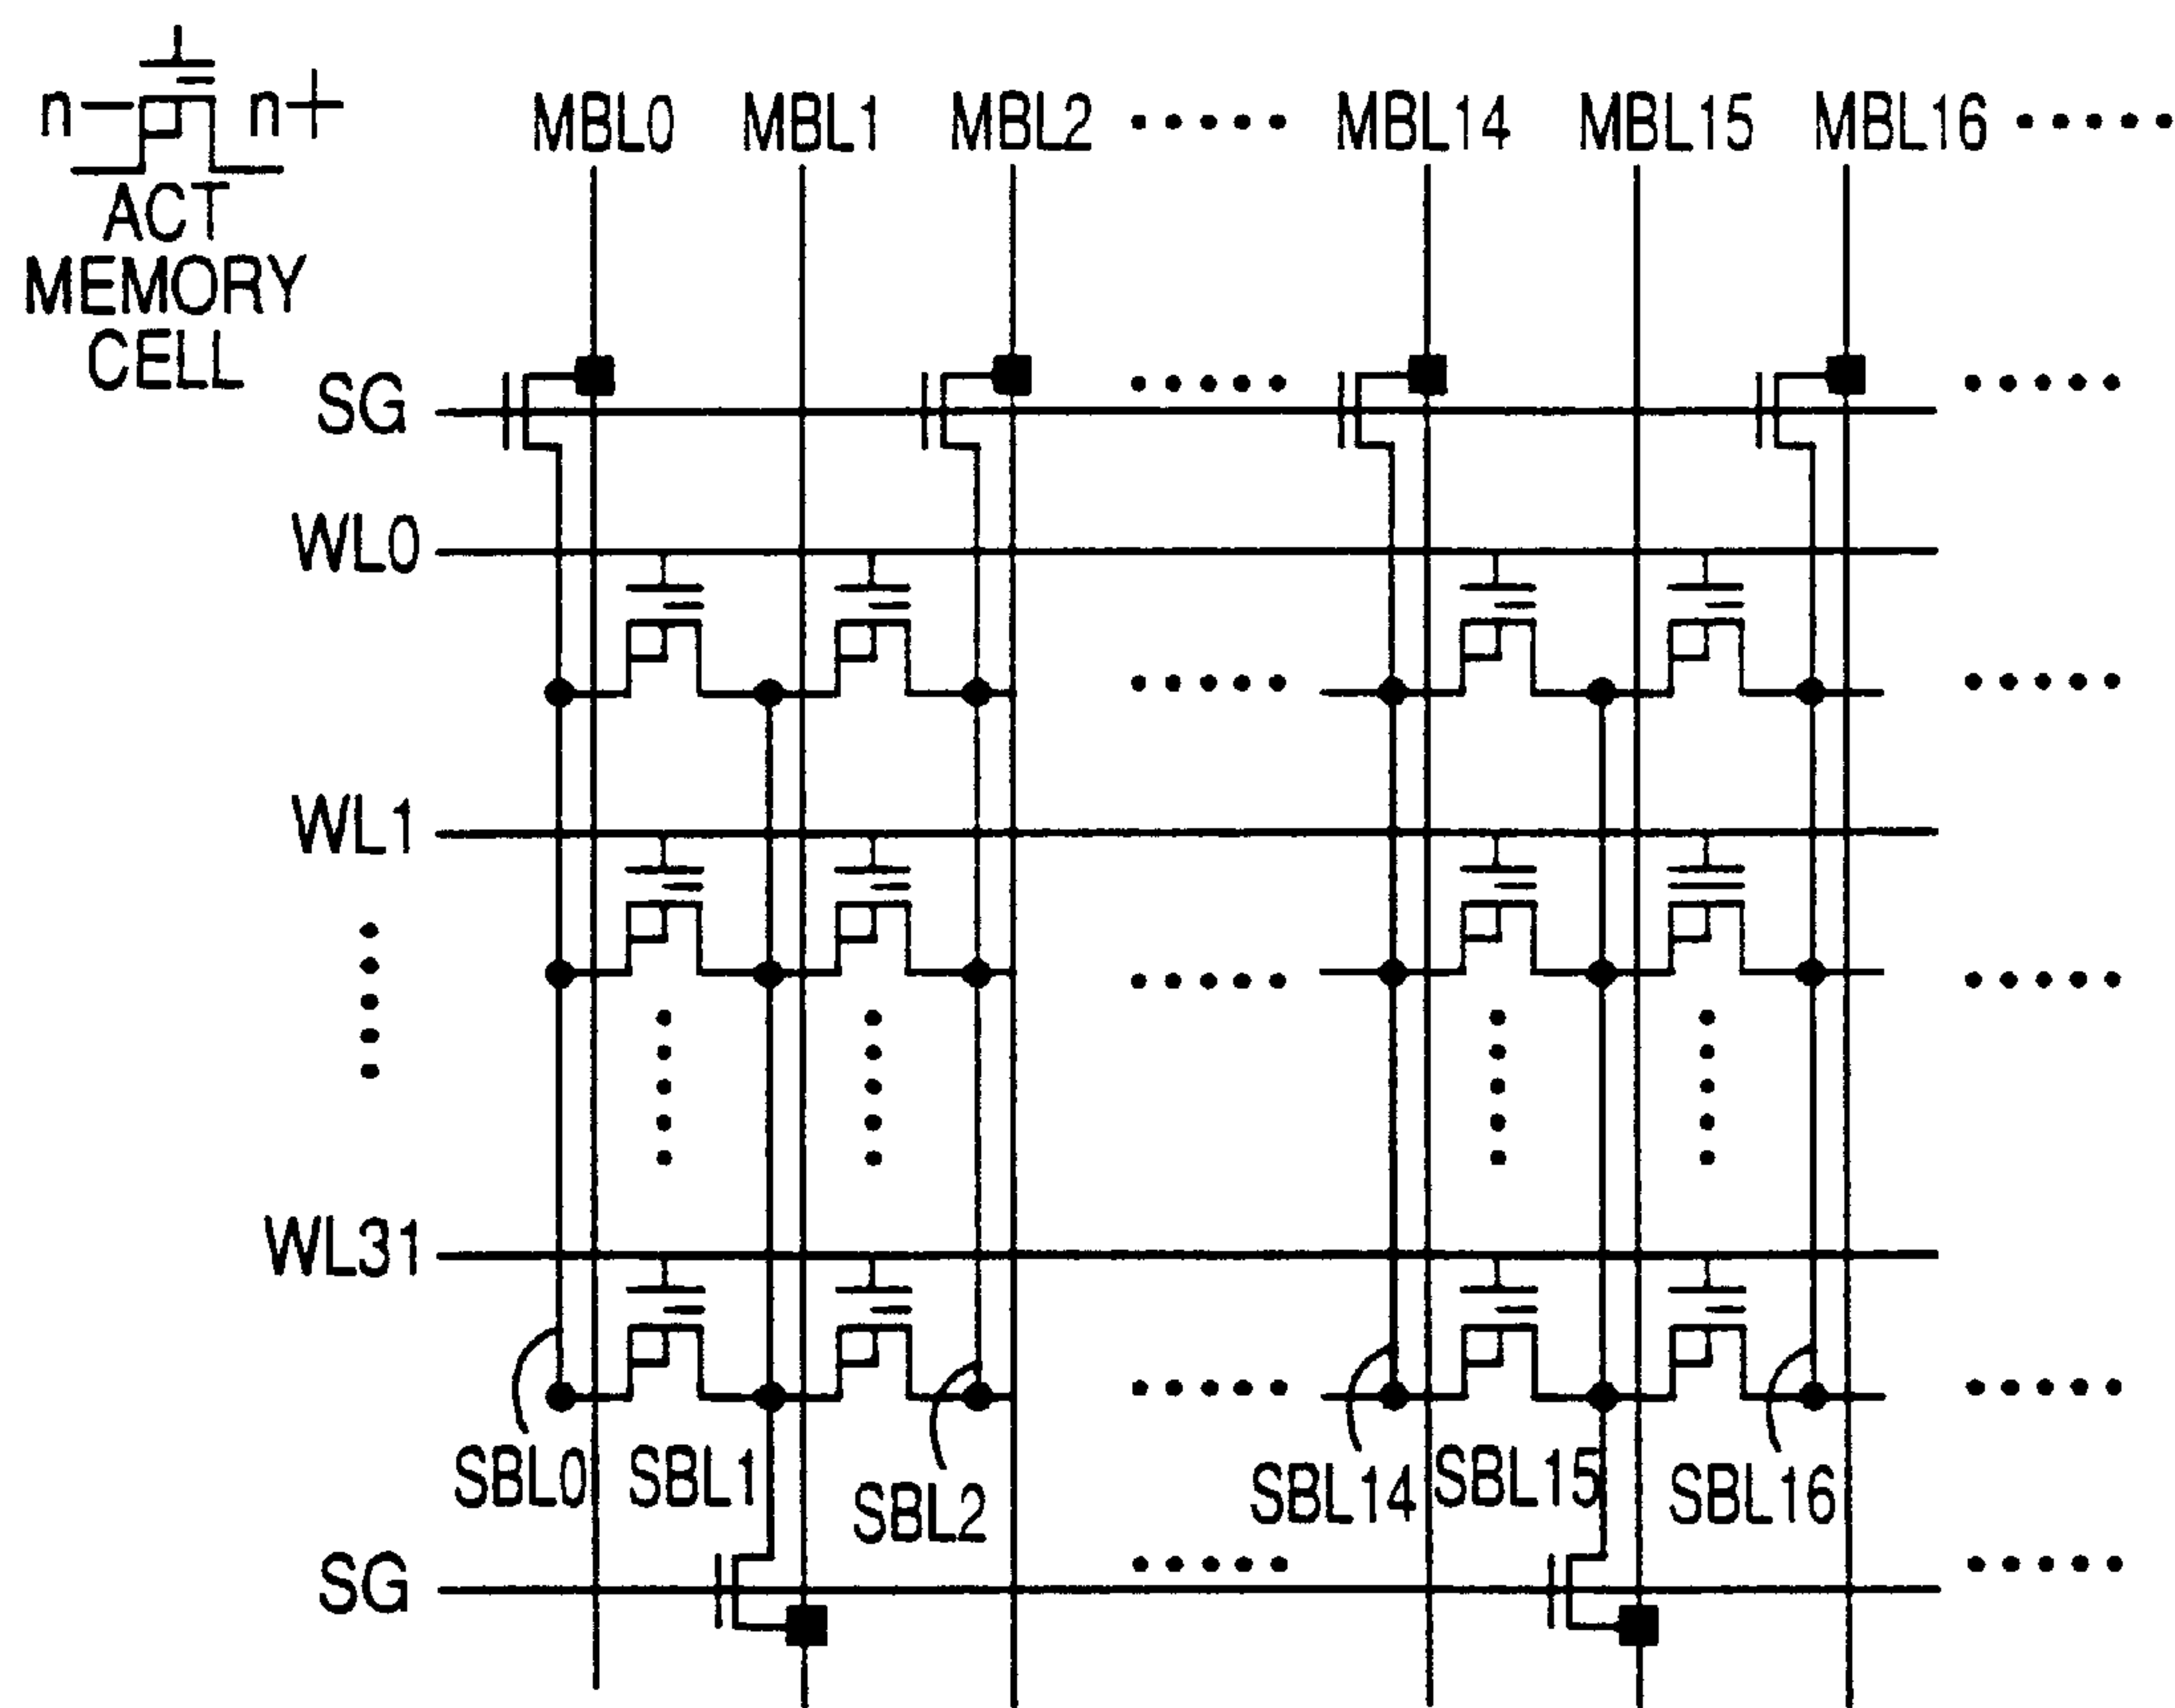 n− n+
ACT
MEMORY
CELL
MBL0 MBL1 MBL2 ••••• MBL14 MBL15 MBL16 •••••
SG
WL0
WL1
WL31
SBL0 SBL1 SBL2 SBL14 SBL15 SBL16
SG